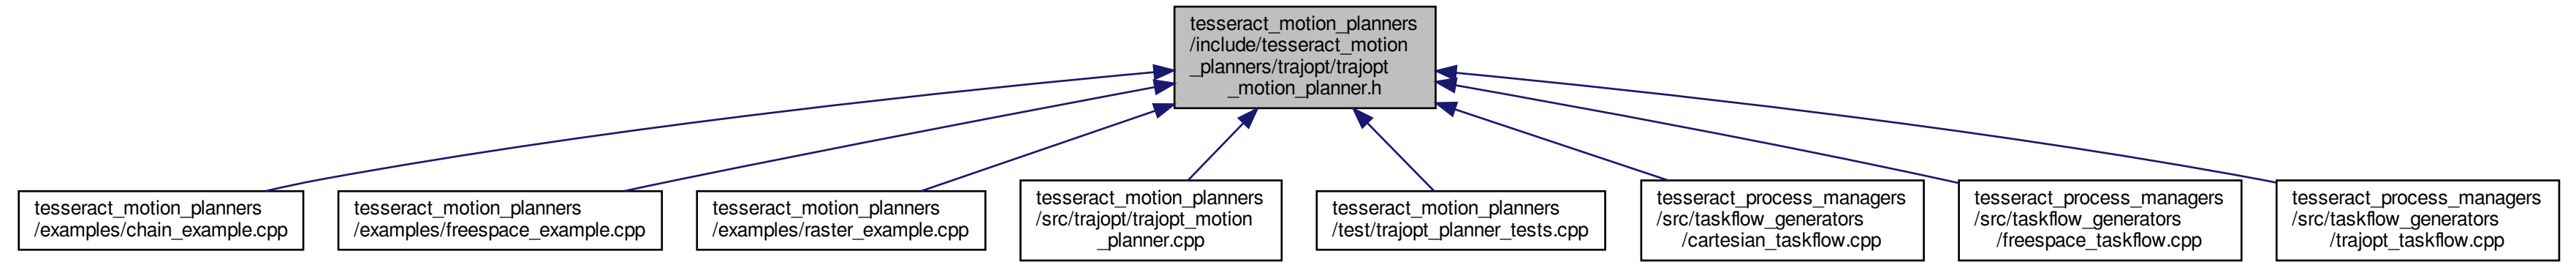 tesseract_motion_planners
/include/tesseract_motion
_planners/trajopt/trajopt
_motion_planner.h
tesseract_motion_planners
/examples/chain_example.cpp
tesseract_motion_planners
/examples/freespace_example.cpp
tesseract_motion_planners
/examples/raster_example.cpp
tesseract_motion_planners
/src/trajopt/trajopt_motion
_planner.cpp
tesseract_motion_planners
/test/trajopt_planner_tests.cpp
tesseract_process_managers
/src/taskflow_generators
/cartesian_taskflow.cpp
tesseract_process_managers
/src/taskflow_generators
/freespace_taskflow.cpp
tesseract_process_managers
/src/taskflow_generators
/trajopt_taskflow.cpp